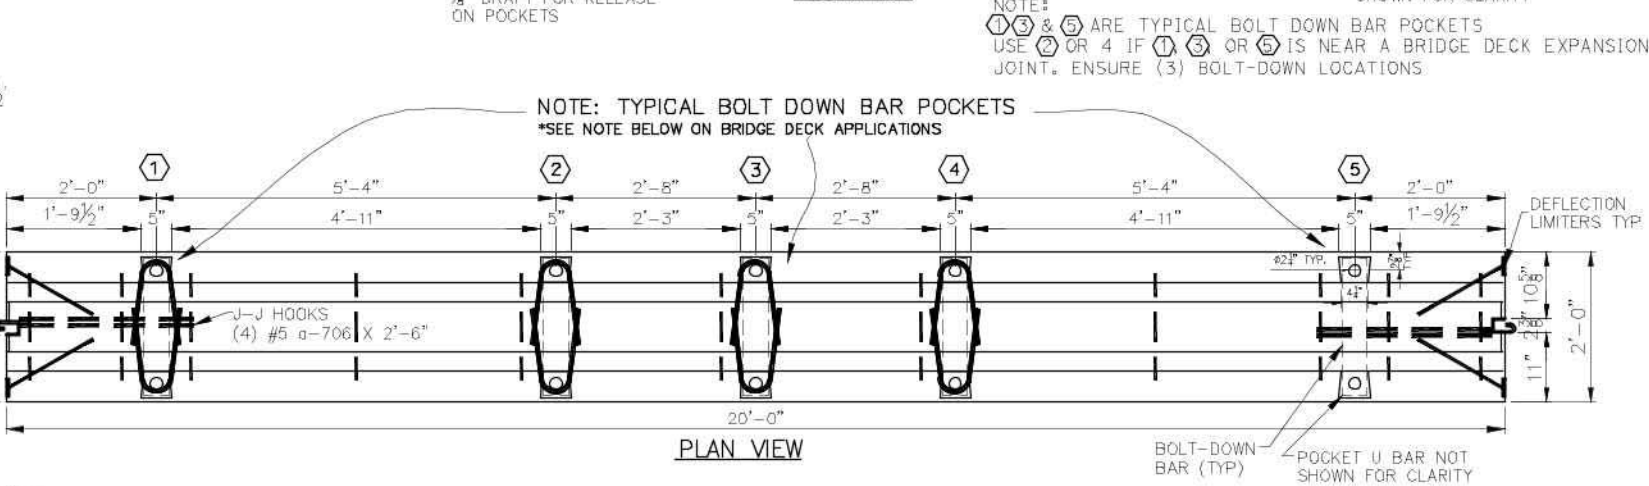 ON POCKETS
NOTE:
①③ & ⑤ ARE TYPICAL BOLT DOWN BAR POCKETS
USE ② OR 4 IF ①, ③, OR ⑤ IS NEAR A BRIDGE DECK EXPANSION
JOINT. ENSURE (3) BOLT-DOWN LOCATIONS
NOTE: TYPICAL BOLT DOWN BAR POCKETS
*SEE NOTE BELOW ON BRIDGE DECK APPLICATIONS
1 2 3 4 5
2'-0" 5'-4" 2'-8" 2'-8" 5'-4" 2'-0"
1'-9½" 5" 4'-11" 5" 2'-3" 5" 2'-3" 5" 4'-11" 5" 1'-9½"
DEFLECTION
LIMITERS TYP
TYP.
TYP
J-J HOOKS
(4) #5 a-706 X 2'-6"
10⅝"
2⅜"
11"
2'-0"
20'-0"
PLAN VIEW
BOLT-DOWN
BAR (TYP)
POCKET U BAR NOT
SHOWN FOR CLARITY